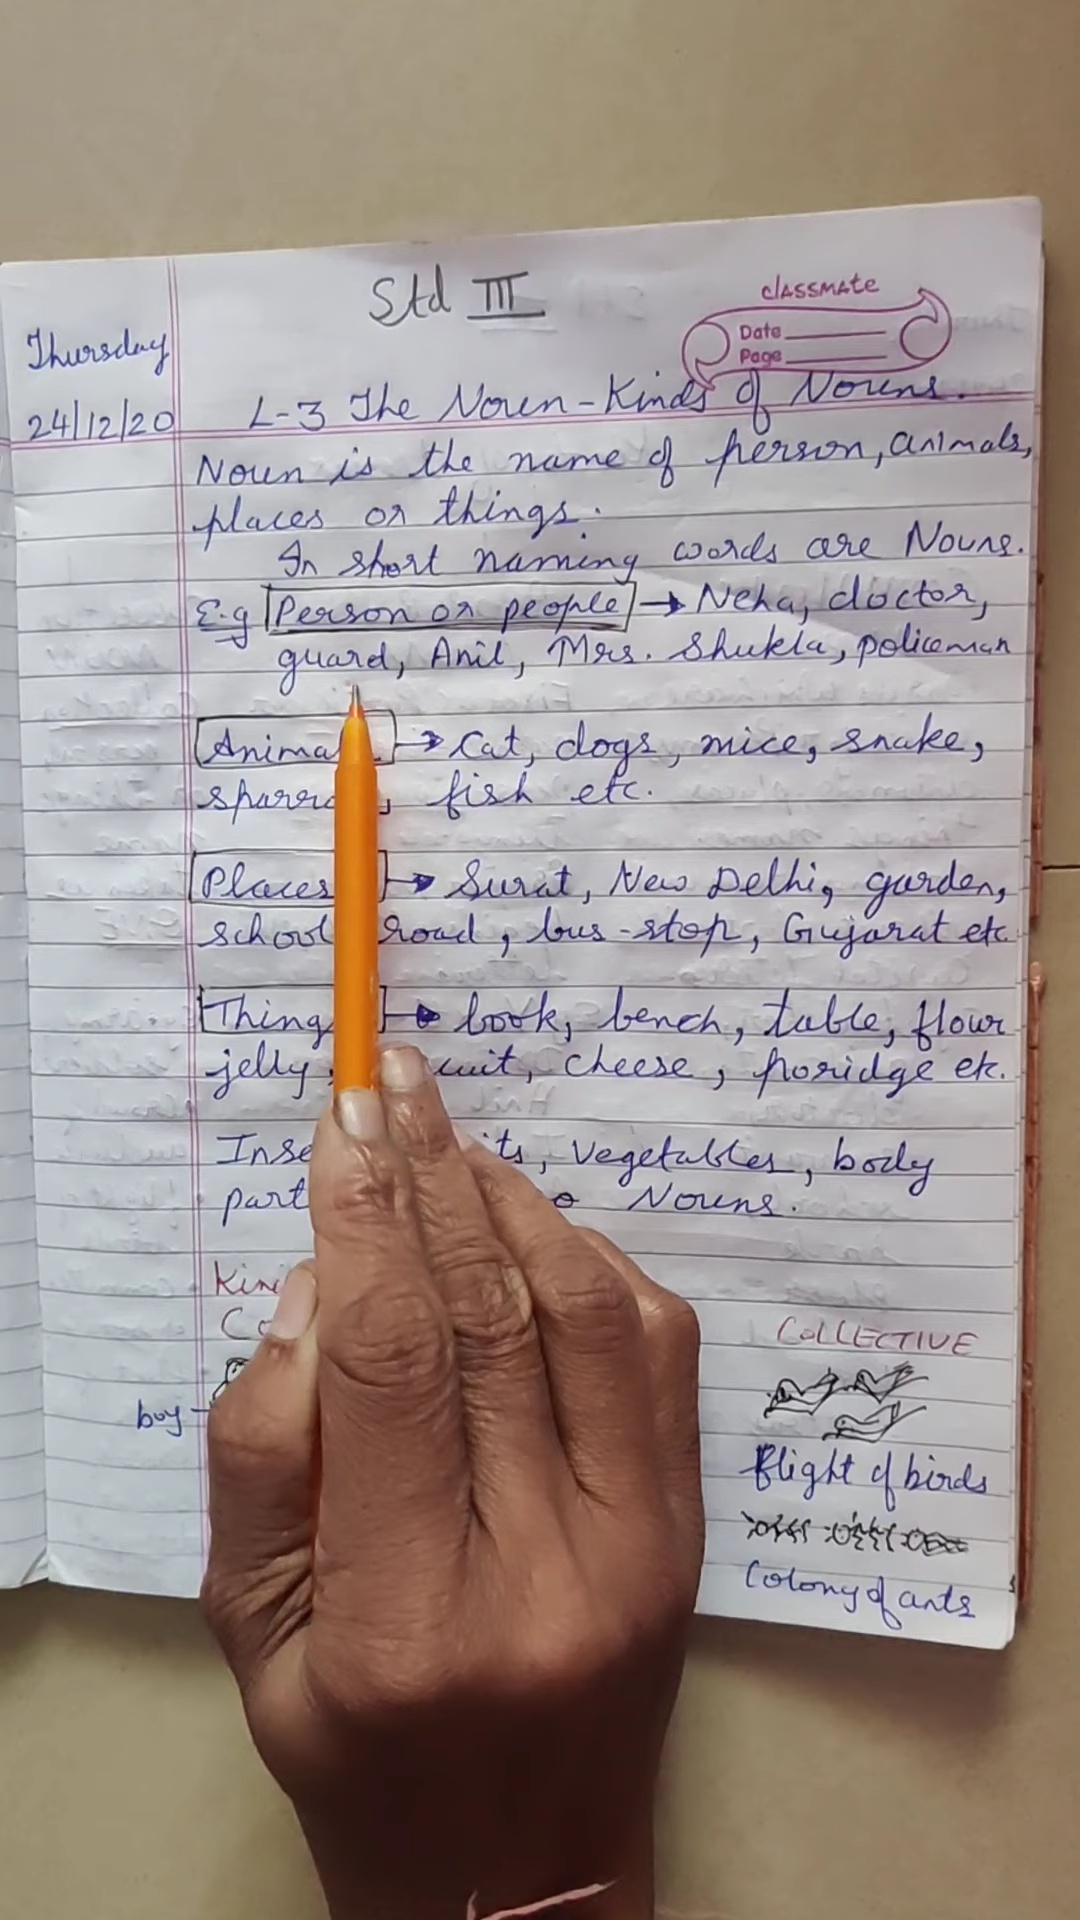 Std III
classmate
Date
Page
Thursday
24/12/20
L-3 The Noun-Kinds of Nouns.
Noun is the name of person, animals,
places or things.
In short naming words are Nouns.
E.g Person or people → Neha, doctor,
guard, Anil, Mrs. Shukla, policeman
→ Cat, dogs, mice, snake,
fish etc.
Places → Surat, New Delhi, garden,
school road, bus-stop, Gujarat etc
→ book, bench, table, flour
jelly, cheese, poridge etc.
vegetables, body
Nouns.
COLLECTIVE
boy
flight of birds
Colony of ants